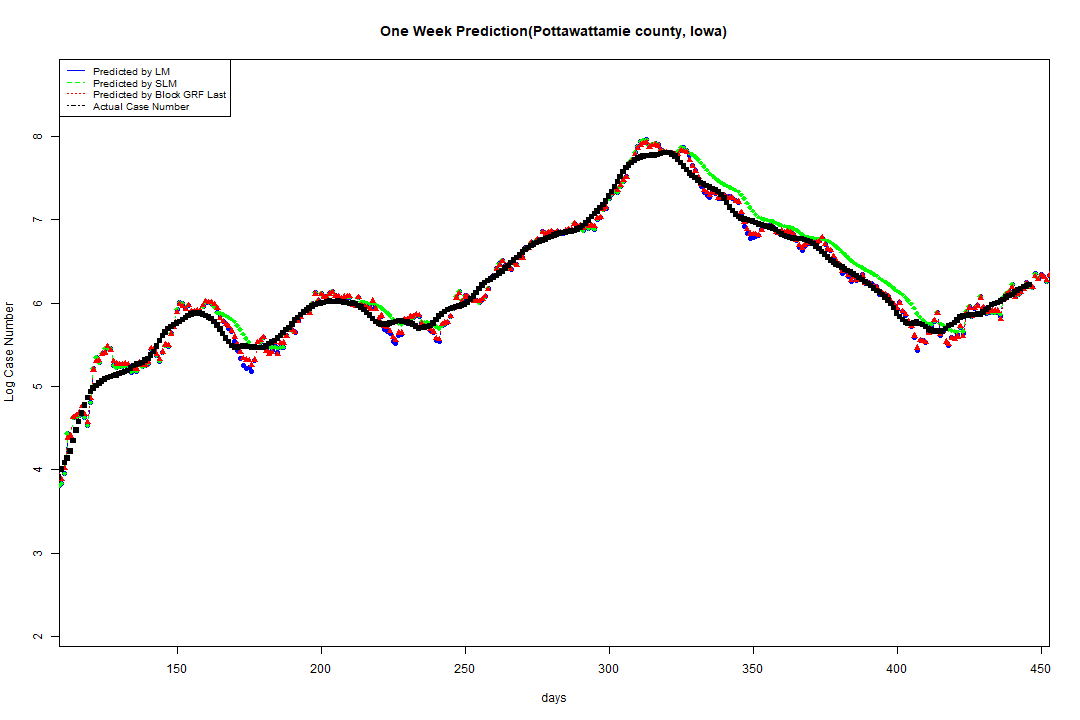 One Week Prediction(Pottawattamie county, Iowa)
Predicted by LM
Predicted by SLM
Predicted by Block GRF Last
Actual Case Number
8
7
6
5
4
3
2
Log Case Number
150 200 250 300 350 400 450
days